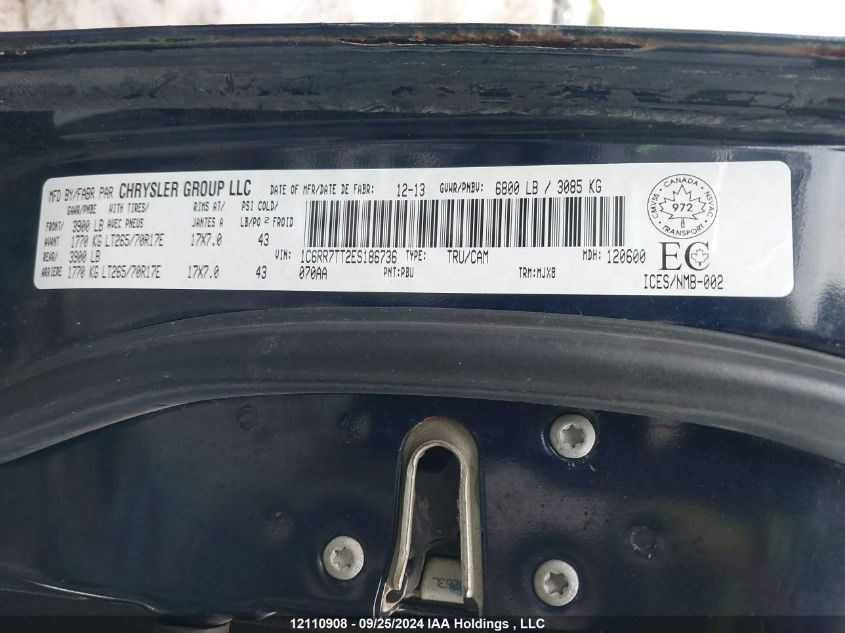 MFD BY/FABR PAR CHRYSLER GROUP LLC DATE OF MFR/DATE DE FABR: 12-13 GVWR/PNBV: 6800 LB / 3085 KG
GAWR/PNBE WITH TIRES/ RIMS AT/ PSI COLD/
FRONT/ 3900 LB AVEC PNEUS JANTES A LB/PO 2 FROID
AVANT 1770 KG LT265/70R17E 17X7.0 43
REAR/ 3900 LB VIN: 1C6RR7TT2ES186736 TYPE: TRU/CAM MDH: 120600
ARRIERE 1770 KG LT265/70R17E 17X7.0 43 070AA PNT: PBU TRM: MJX8
CANADA
CMVSS NSVAC
972
TRANSPORT
EC
ICES/NMB-002
12110908 - 09/25/2024 IAA Holdings , LLC